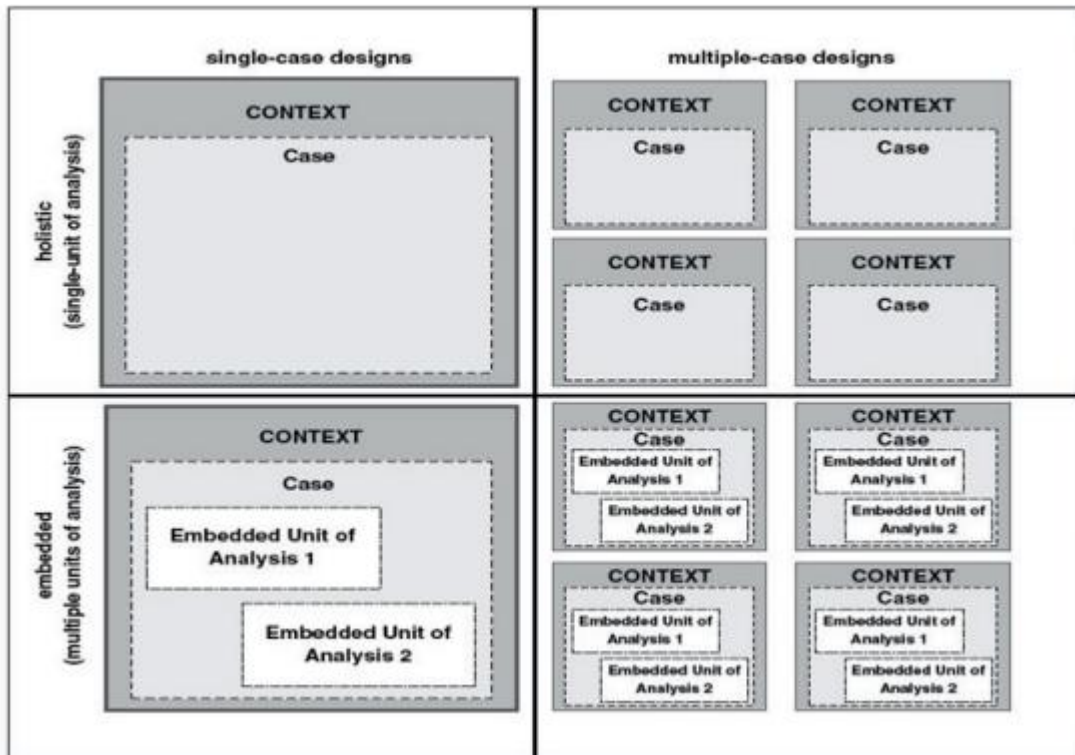 single-case designs
multiple-case designs
holistic
(single-unit of analysis)
CONTEXT
Case
CONTEXT
Case
CONTEXT
Case
CONTEXT
Case
CONTEXT
Case
embedded
(multiple units of analysis)
CONTEXT
Case
Embedded Unit of
Analysis 1
Embedded Unit of
Analysis 2
CONTEXT
Case
Embedded Unit of
Analysis 1
Embedded Unit of
Analysis 2
CONTEXT
Case
Embedded Unit of
Analysis 1
Embedded Unit of
Analysis 2
CONTEXT
Case
Embedded Unit of
Analysis 1
Embedded Unit of
Analysis 2
CONTEXT
Case
Embedded Unit of
Analysis 1
Embedded Unit of
Analysis 2